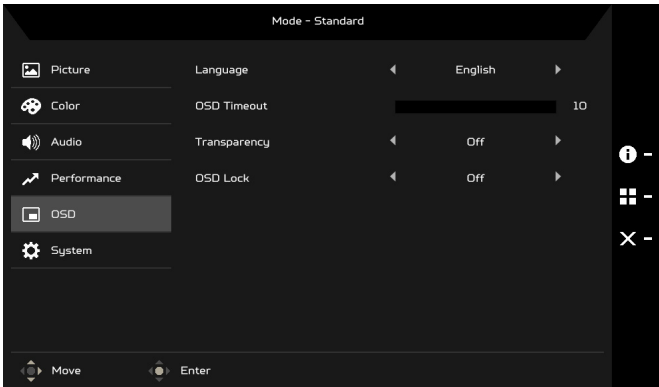 Mode - Standard
Picture
Language English
Color
OSD Timeout 10
Audio
Transparency Off
Performance
OSD Lock Off
OSD
System
Move Enter